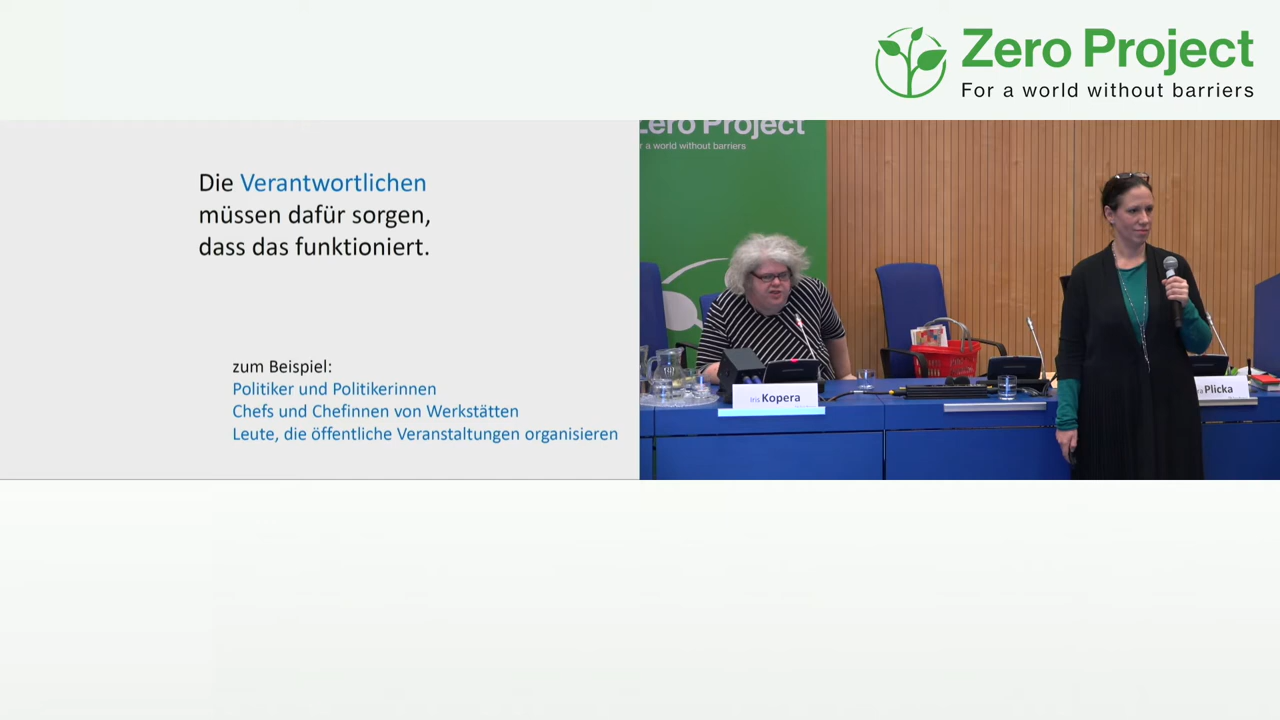 Zero Project
For a world without barriers
Die Verantwortlichen
müssen dafür sorgen,
dass das funktioniert.
zum Beispiel:
Politiker und Politikerinnen
Chefs und Chefinnen von Werkstätten
Leute, die öffentliche Veranstaltungen organisieren
Zero Project
a world without barriers
Iris Kopera
Plicka